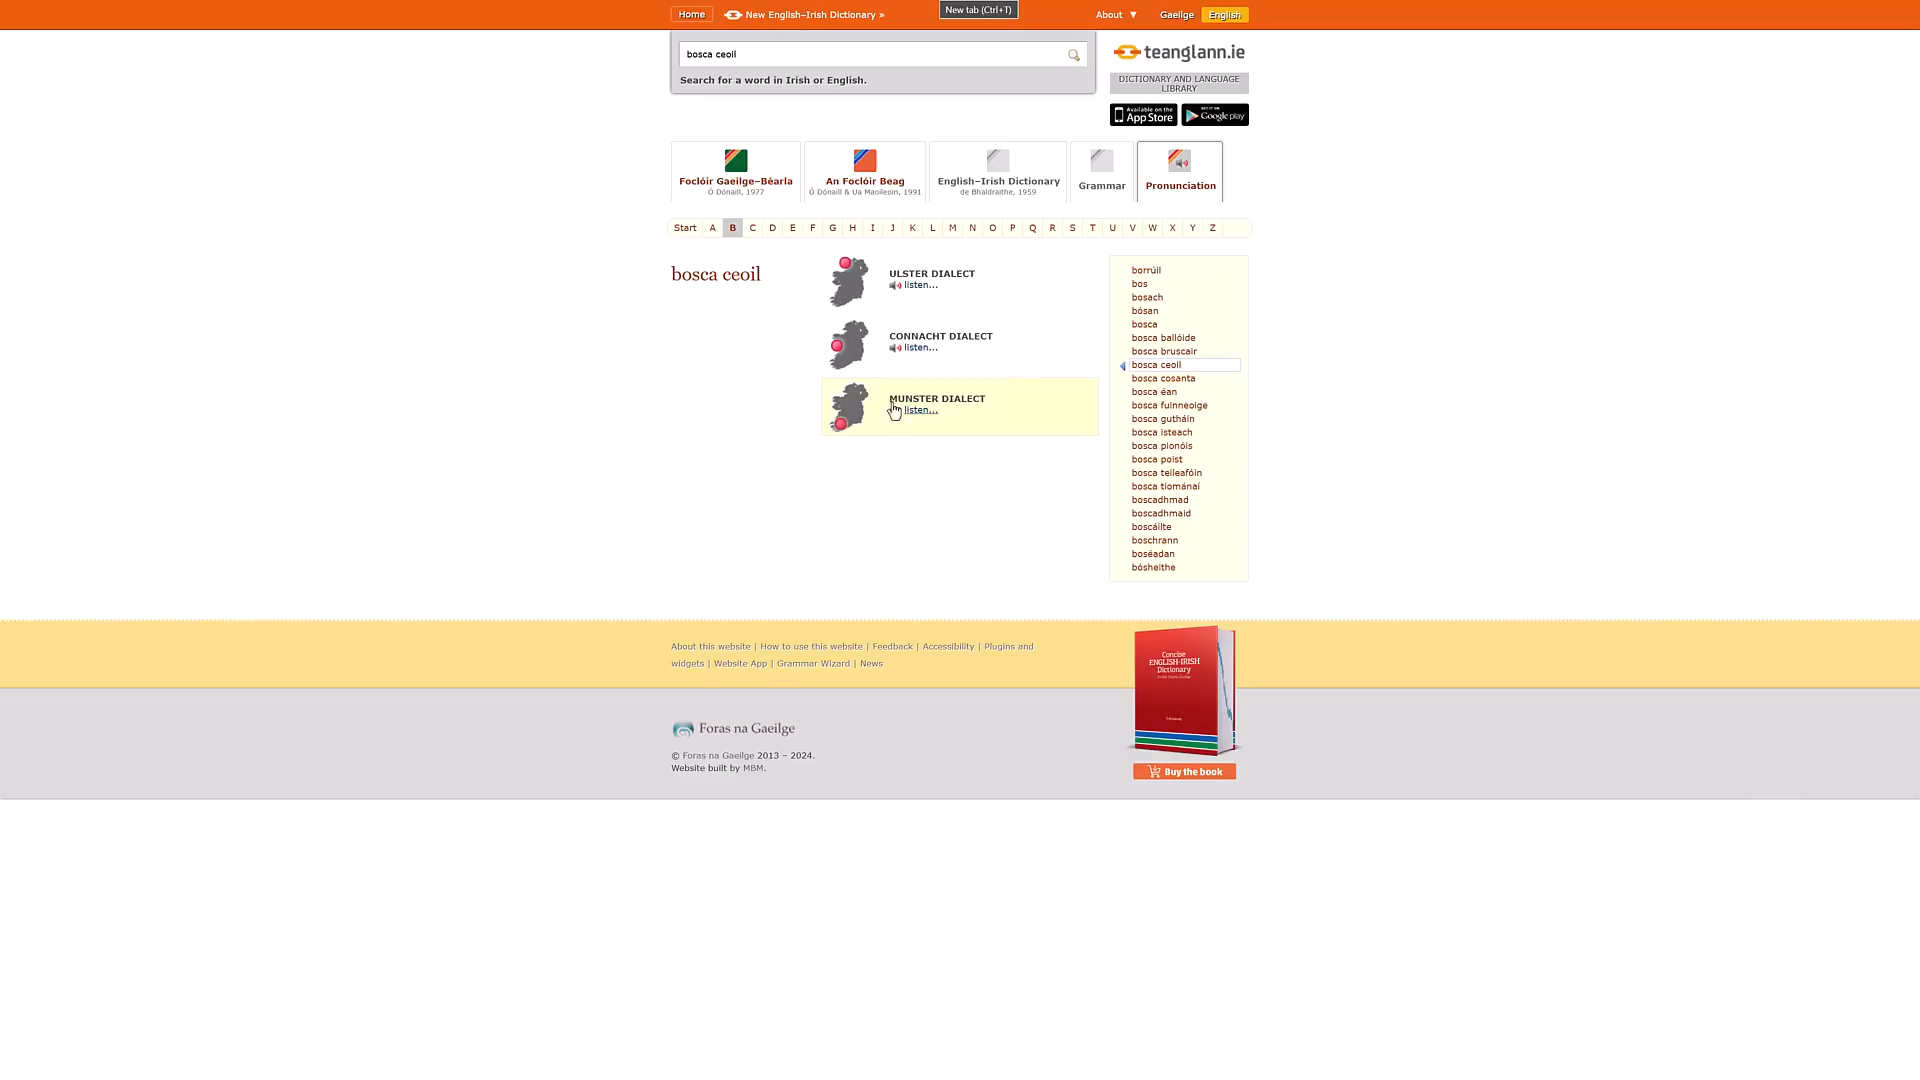 Home
New English–Irish Dictionary »
New tab (Ctrl+T)
About ▼
Gaeilge
English
bosca ceoil
Search for a word in Irish or English.
teanglann.ie
DICTIONARY AND LANGUAGE
LIBRARY
Available on the
App Store
GET IT ON
Google play
Foclóir Gaeilge–Béarla
Ó Dónaill, 1977
An Foclóir Beag
Ó Dónaill & Ua Maoileoin, 1991
English–Irish Dictionary
de Bhaldraithe, 1959
Grammar
Pronunciation
Start A B C D E F G H I J K L M N O P Q R S T U V W X Y Z
bosca ceoil
ULSTER DIALECT
listen...
CONNACHT DIALECT
listen...
MUNSTER DIALECT
listen...
borrúil
bos
bosach
bósan
bosca
bosca ballóide
bosca bruscair
bosca ceoil
bosca cosanta
bosca éan
bosca fuinneoige
bosca gutháin
bosca isteach
bosca pionóis
bosca poist
bosca teileafóin
bosca tiománaí
boscadhmad
boscadhmaid
boscáilte
boschrann
boséadan
bósheithe
About this website | How to use this website | Feedback | Accessibility | Plugins and
widgets | Website App | Grammar Wizard | News
Concise
ENGLISH-IRISH
Dictionary
Foras na Gaeilge
© Foras na Gaeilge 2013 – 2024.
Website built by MBM.
Buy the book